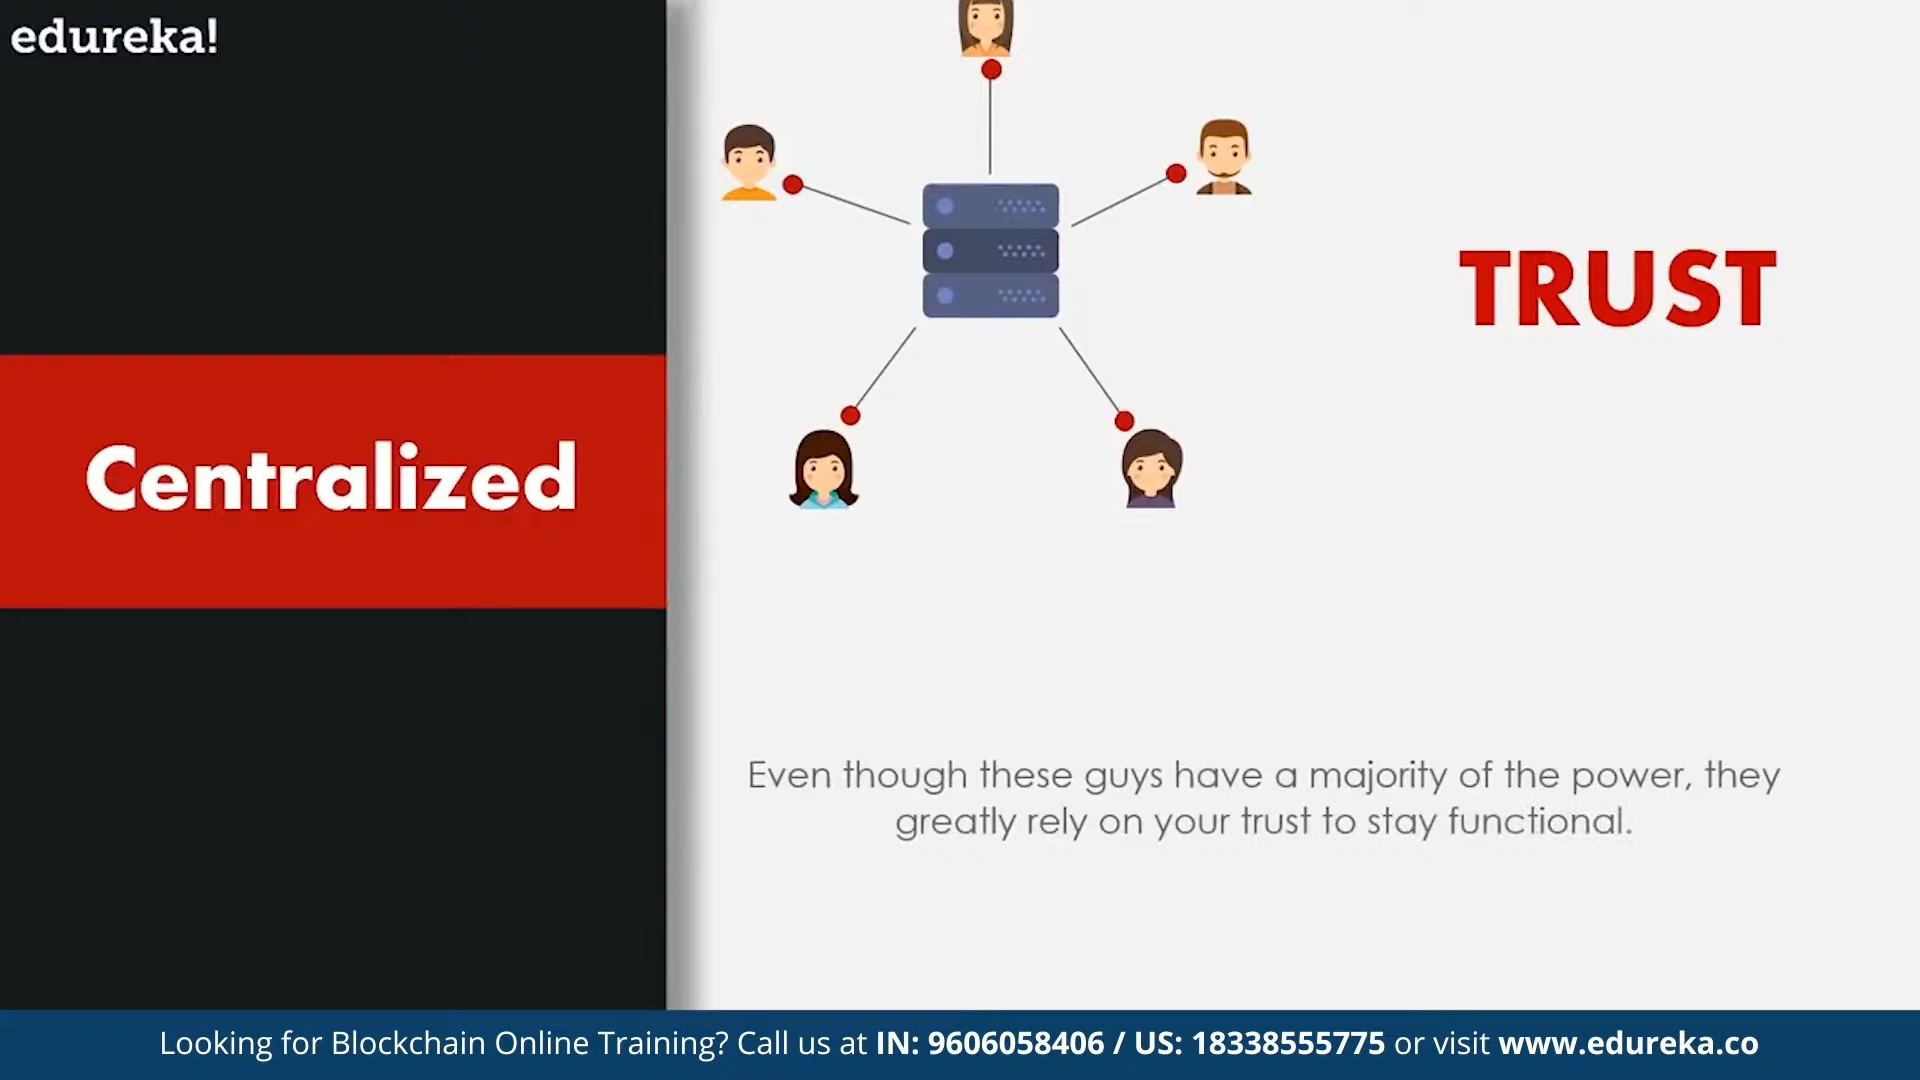 edureka!
TRUST
Centralized
Even though these guys have a majority of the power, they
greatly rely on your trust to stay functional.
Looking for Blockchain Online Training? Call us at IN: 9606058406 / US: 18338555775 or visit www.edureka.co